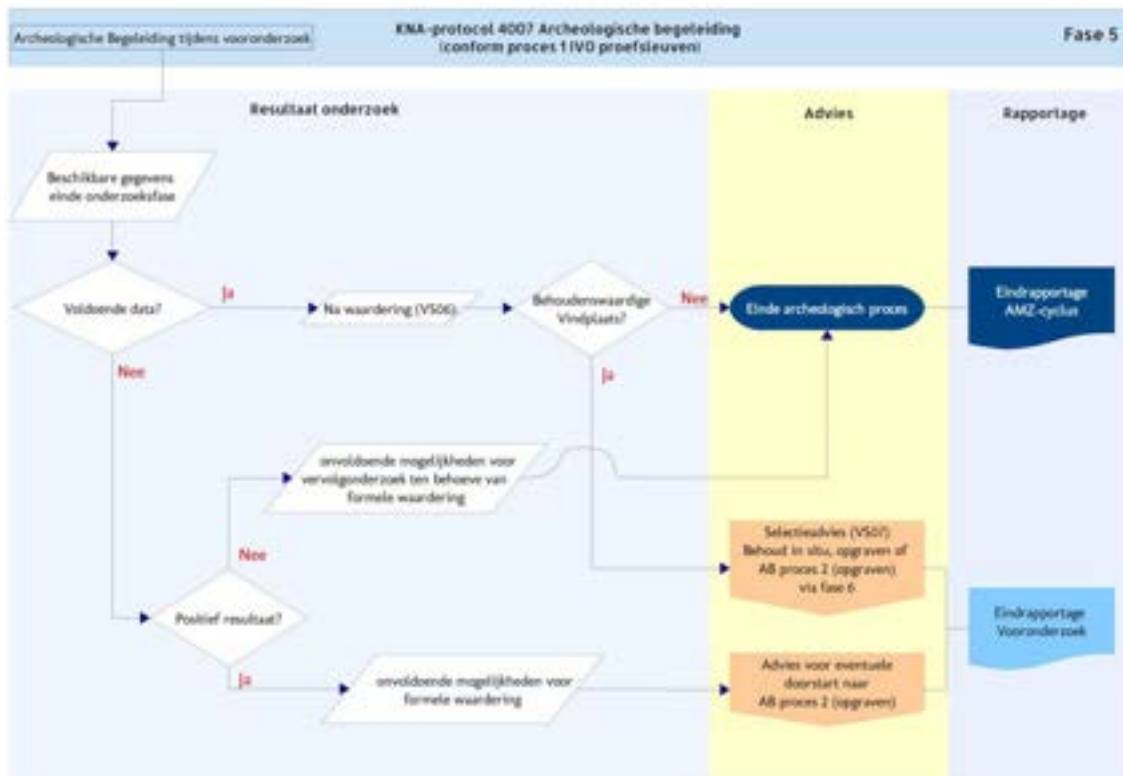 Archeologische Begeleiding tijdens vooronderzoek
KNA-protocol 4007 Archeologische begeleiding
(conform proces 1 IVO proefsleuven)
Fase 5
Resultaat onderzoek
Advies
Rapportage
Beschikbare gegevens
einde onderzoeksfase
Voldoende data?
Ja
Na waardering (VS06).
Behoudenswaardige
Vindplaats?
Nee
Einde archeologisch proces
Eindrapportage
AMZ-cyclus
Nee
Ja
onvoldoende mogelijkheden voor
vervolgonderzoek ten behoeve van
formele waardering
Nee
Selectieadvies (VS07)
Behoud in situ, opgraven of
AB proces 2 (opgraven)
via fase 6
Positief resultaat?
Eindrapportage
Vooronderzoek
Ja
onvoldoende mogelijkheden voor
formele waardering
Advies voor eventuele
doorstart naar
AB proces 2 (opgraven)